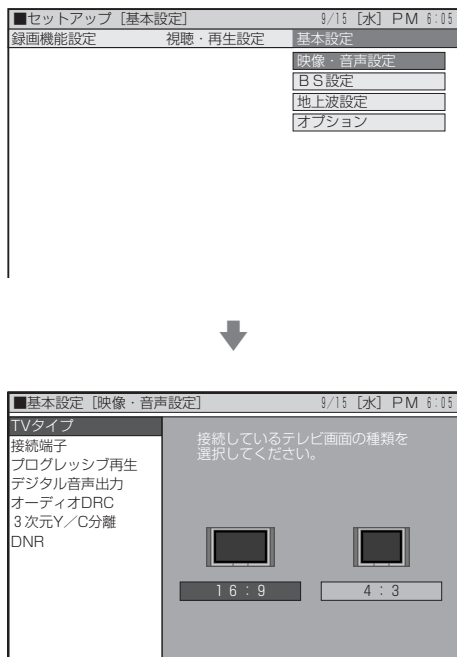 ■セットアップ［基本設定］ 9/15［水］PM 6:05
録画機能設定 視聴・再生設定 基本設定
映像・音声設定
ＢＳ設定
地上波設定
オプション
■基本設定［映像・音声設定］ 9/15［水］PM 6:05
TVタイプ
接続端子
プログレッシブ再生
デジタル音声出力
オーディオDRC
３次元Y／C分離
DNR
接続しているテレビ画面の種類を
選択してください。
１６：９ ４：３